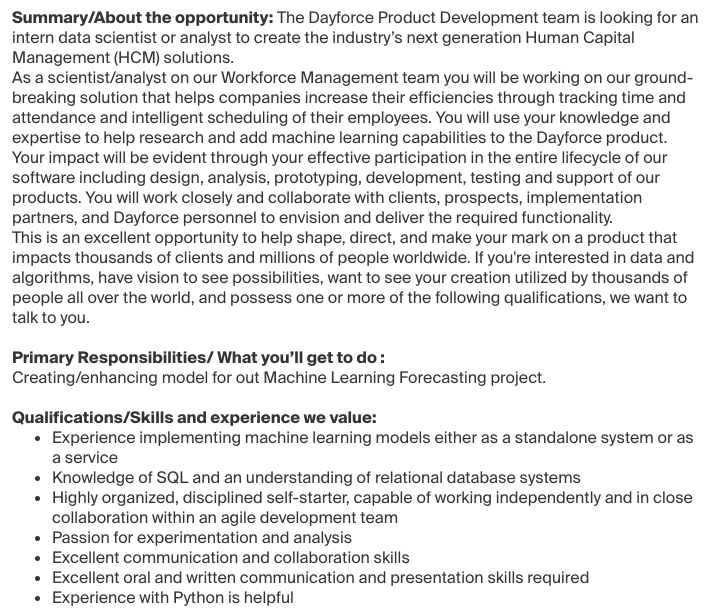 Summary/About the opportunity: The Dayforce Product Development team is looking for an
intern data scientist or analyst to create the industry’s next generation Human Capital
Management (HCM) solutions.
As a scientist/analyst on our Workforce Management team you will be working on our ground-
breaking solution that helps companies increase their efficiencies through tracking time and
attendance and intelligent scheduling of their employees. You will use your knowledge and
expertise to help research and add machine learning capabilities to the Dayforce product.
Your impact will be evident through your effective participation in the entire lifecycle of our
software including design, analysis, prototyping, development, testing and support of our
products. You will work closely and collaborate with clients, prospects, implementation
partners, and Dayforce personnel to envision and deliver the required functionality.
This is an excellent opportunity to help shape, direct, and make your mark on a product that
impacts thousands of clients and millions of people worldwide. If you're interested in data and
algorithms, have vision to see possibilities, want to see your creation utilized by thousands of
people all over the world, and possess one or more of the following qualifications, we want to
talk to you.
Primary Responsibilities/ What you’ll get to do :
Creating/enhancing model for out Machine Learning Forecasting project.
Qualifications/Skills and experience we value:
• Experience implementing machine learning models either as a standalone system or as
a service
• Knowledge of SQL and an understanding of relational database systems
• Highly organized, disciplined self-starter, capable of working independently and in close
collaboration within an agile development team
• Passion for experimentation and analysis
• Excellent communication and collaboration skills
• Excellent oral and written communication and presentation skills required
• Experience with Python is helpful